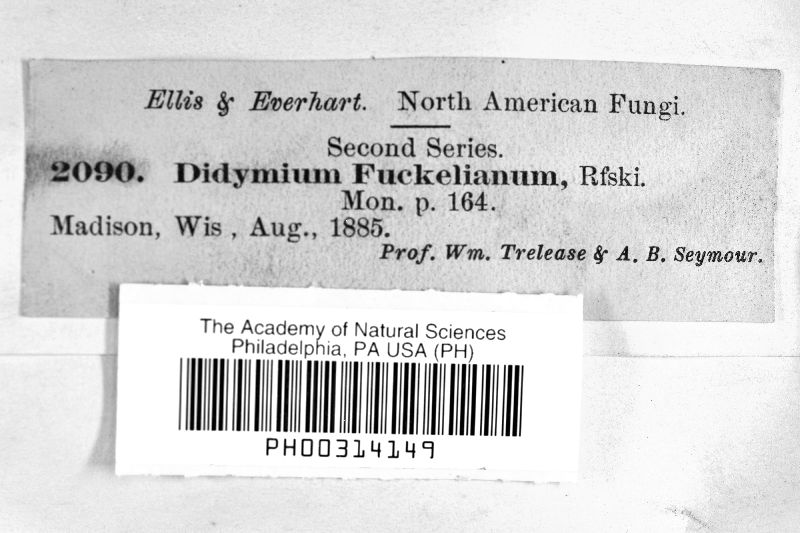 Ellis & Everhart. North American Fungi.
Second Series.
2090. Didymium Fuckelianum, Rfski.
Mon. p. 164.
Madison, Wis , Aug., 1885.
Prof. Wm. Trelease & A. B. Seymour.
The Academy of Natural Sciences
Philadelphia, PA USA (PH)
PH00314149